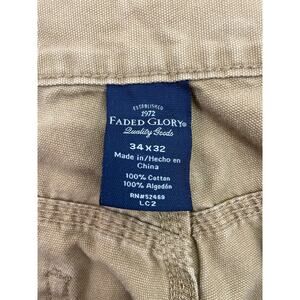 ESTABLISHED
1972
FADED GLORY®
Quality Goods
34 X 32
Made in/Hecho en
China
100% Cotton
100% Algodón
RN#52469
LC2